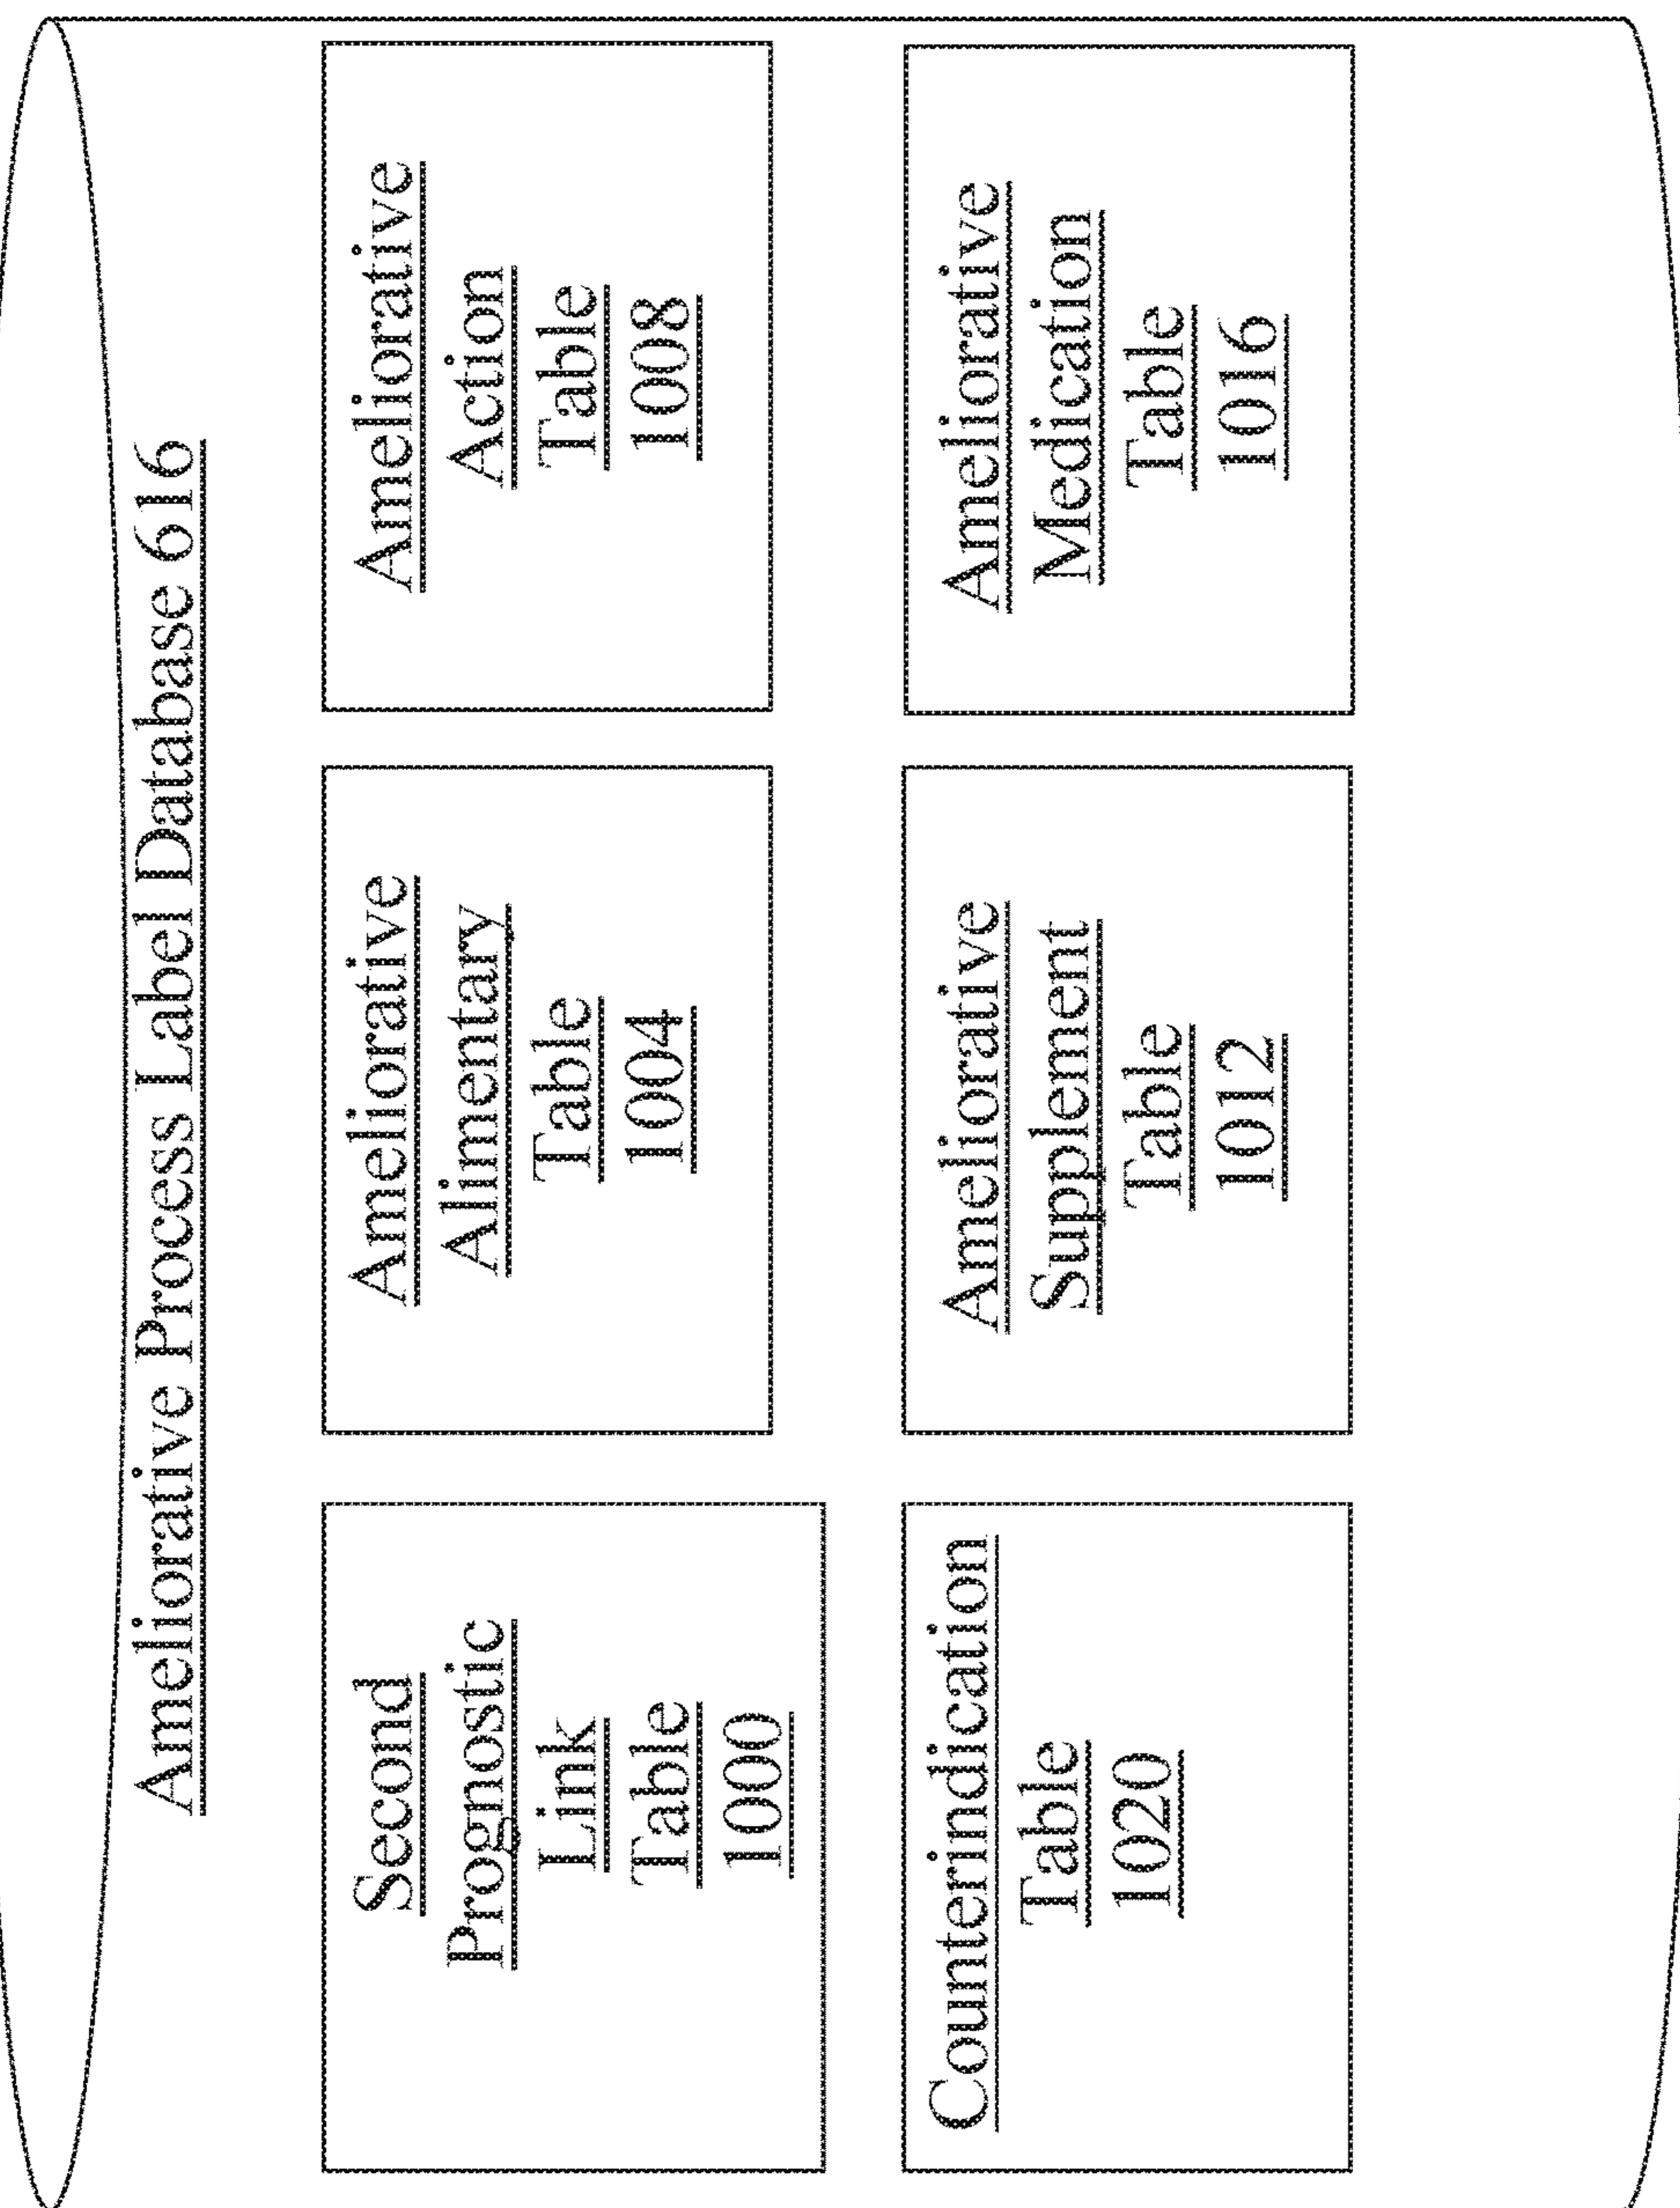 Ameliorative Process Label Database 616
Second
Prognostic
Link
Table
1000
Ameliorative
Alimentary
Table
1004
Ameliorative
Action
Table
1008
Counterindication
Table
1020
Ameliorative
Supplement
Table
1012
Ameliorative
Medication
Table
1016